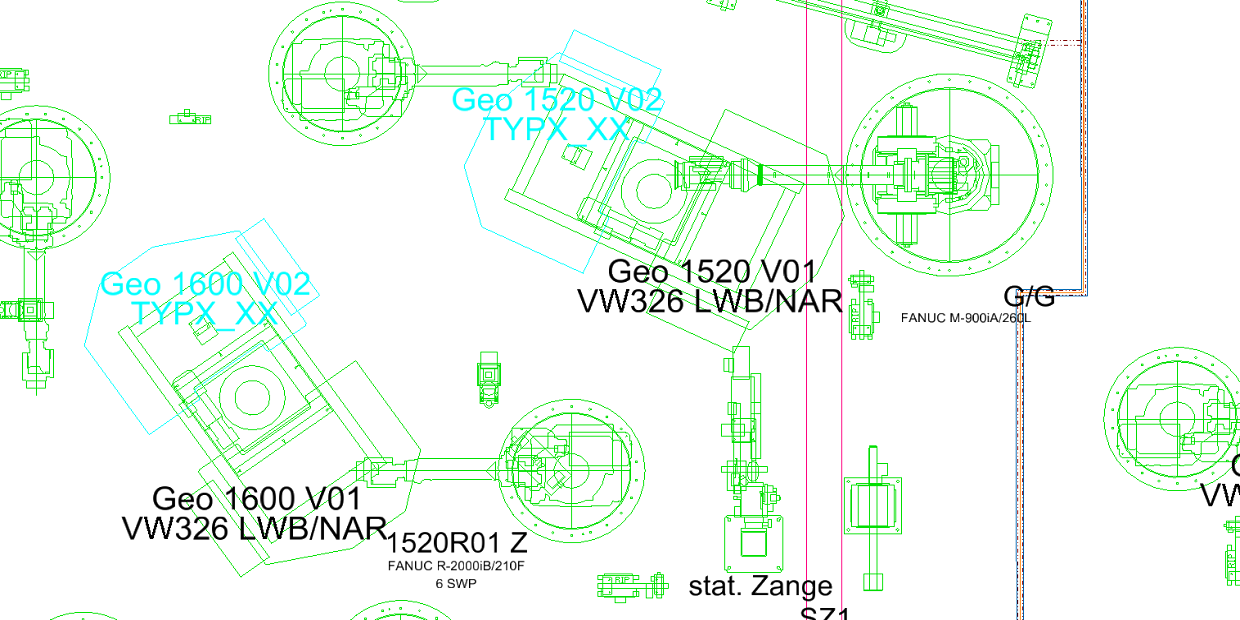 Geo 1520 V02
TYPX_XX
Geo 1520 V01
VW326 LWB/NAR
G/G
FANUC M-900iA/260L
Geo 1600 V02
TYPX_XX
Geo 1600 V01
VW326 LWB/NAR
1520R01 Z
FANUC R-2000iB/210F
6 SWP
stat. Zange
SZ1
VW